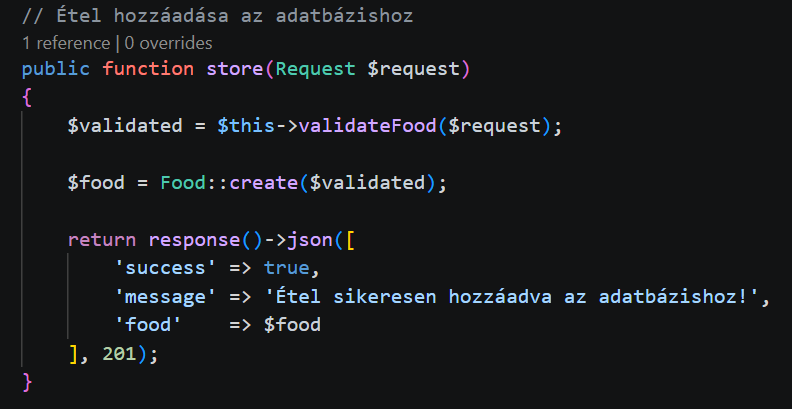 // Étel hozzáadása az adatbázishoz
1 reference | 0 overrides
public function store(Request $request)
{
    $validated = $this->validateFood($request);
    $food = Food::create($validated);
    return response()->json([
        'success' => true,
        'message' => 'Étel sikeresen hozzáadva az adatbázishoz!',
        'food'    => $food
    ], 201);
}